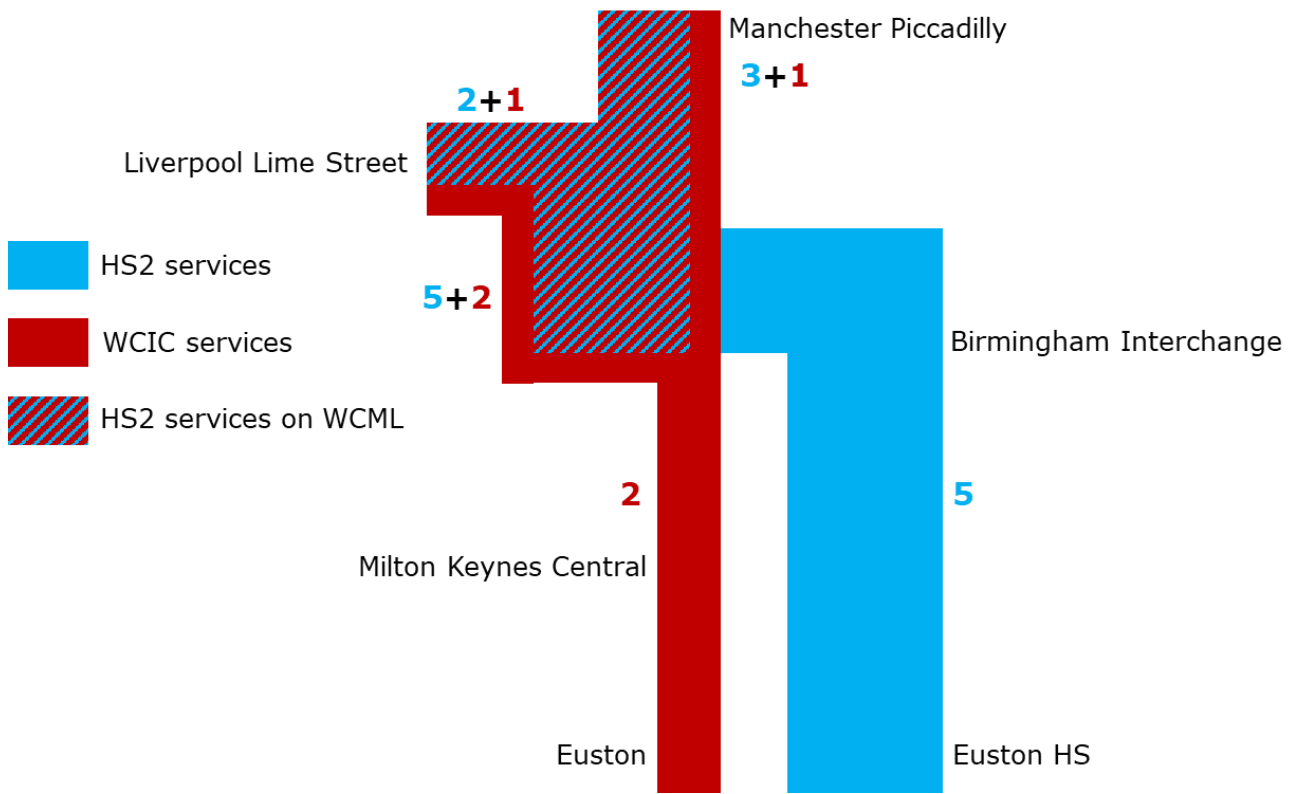 Manchester Piccadilly
3+1
2+1
Liverpool Lime Street
HS2 services
5+2
WCIC services
Birmingham Interchange
HS2 services on WCML
2
5
Milton Keynes Central
Euston
Euston HS